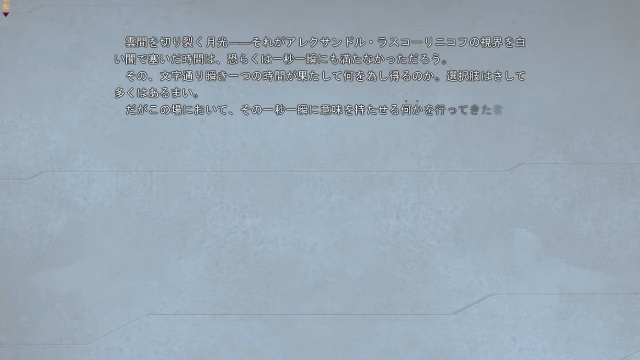 雲間を切り裂く月光――それがアレクサンドル・ラスコーリニコフの視界を白
い闇で塞いだ時間は、恐らくは一秒一瞬にも満たなかっただろう。
その、文字通り瞬き一つの時間が果たして何を為し得るのか。選択肢はさして
多くはあるまい。
だがこの場において、その一秒一瞬に意味を持たせる何かを行ってきた